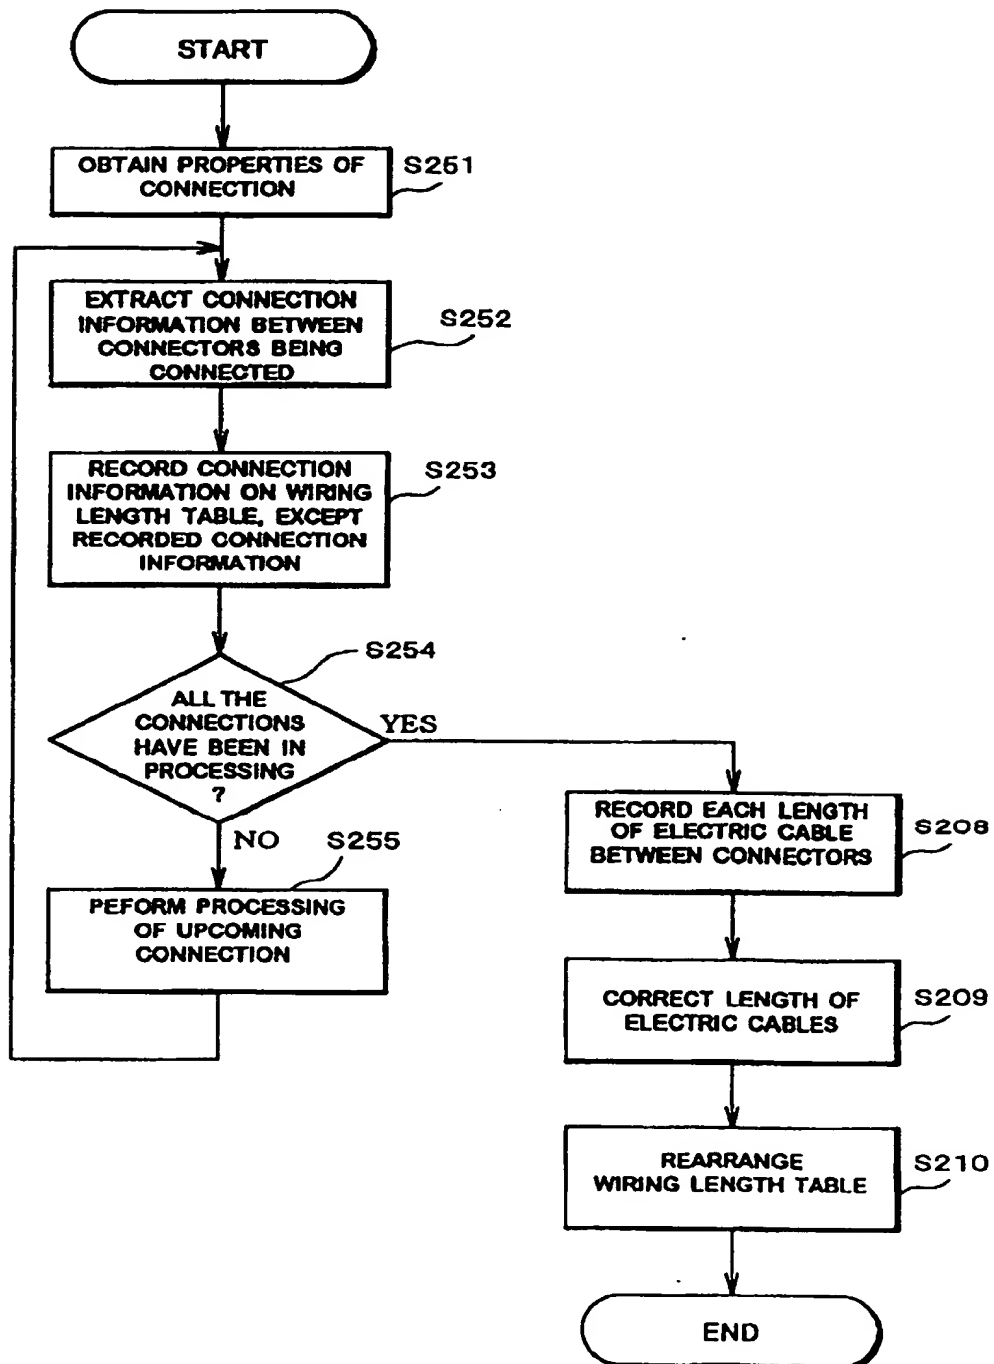 START
OBTAIN PROPERTIES OF
CONNECTION
S251
EXTRACT CONNECTION
INFORMATION BETWEEN
CONNECTORS BEING
CONNECTED
S252
RECORD CONNECTION
INFORMATION ON WIRING
LENGTH TABLE, EXCEPT
RECORDED CONNECTION
INFORMATION
S253
S254
ALL THE
CONNECTIONS
HAVE BEEN IN
PROCESSING
?
YES
NO
S255
PEFORM PROCESSING
OF UPCOMING
CONNECTION
RECORD EACH LENGTH
OF ELECTRIC CABLE
BETWEEN CONNECTORS
S208
CORRECT LENGTH OF
ELECTRIC CABLES
S209
REARRANGE
WIRING LENGTH TABLE
S210
END